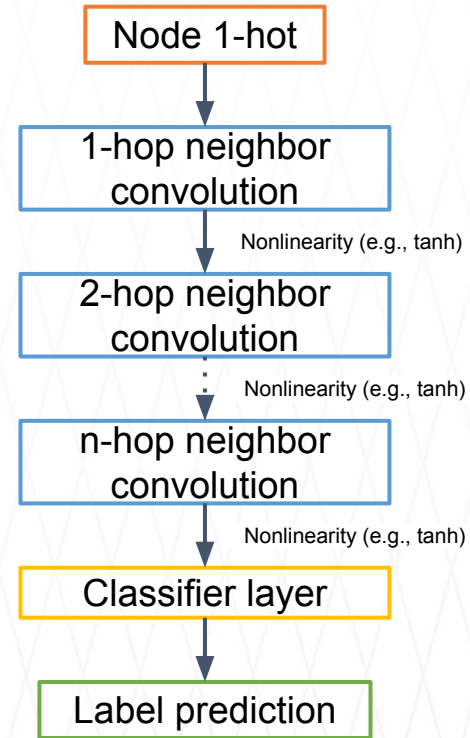 Node 1-hot
1-hop neighbor
convolution
Nonlinearity (e.g., tanh)
2-hop neighbor
convolution
Nonlinearity (e.g., tanh)
n-hop neighbor
convolution
Nonlinearity (e.g., tanh)
Classifier layer
Label prediction